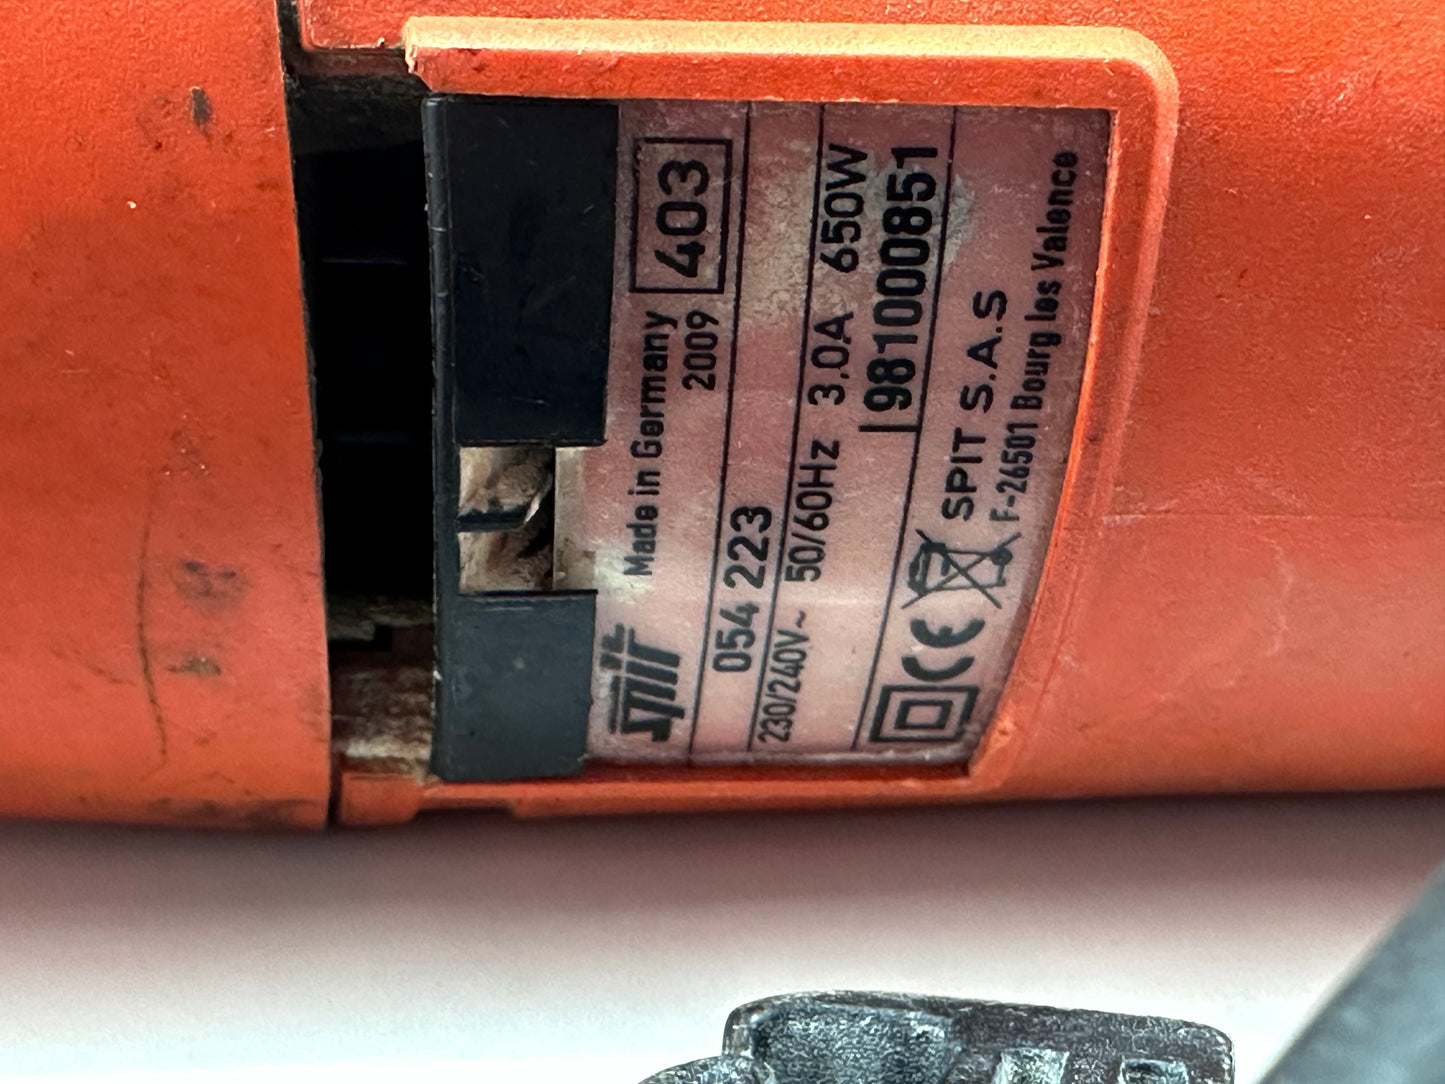 SPIT
Made in Germany
2009
403
054 223
230/240V~ 50/60Hz 3,0A 650W
981000851
CE
SPIT S.A.S
F-26501 Bourg les Valence